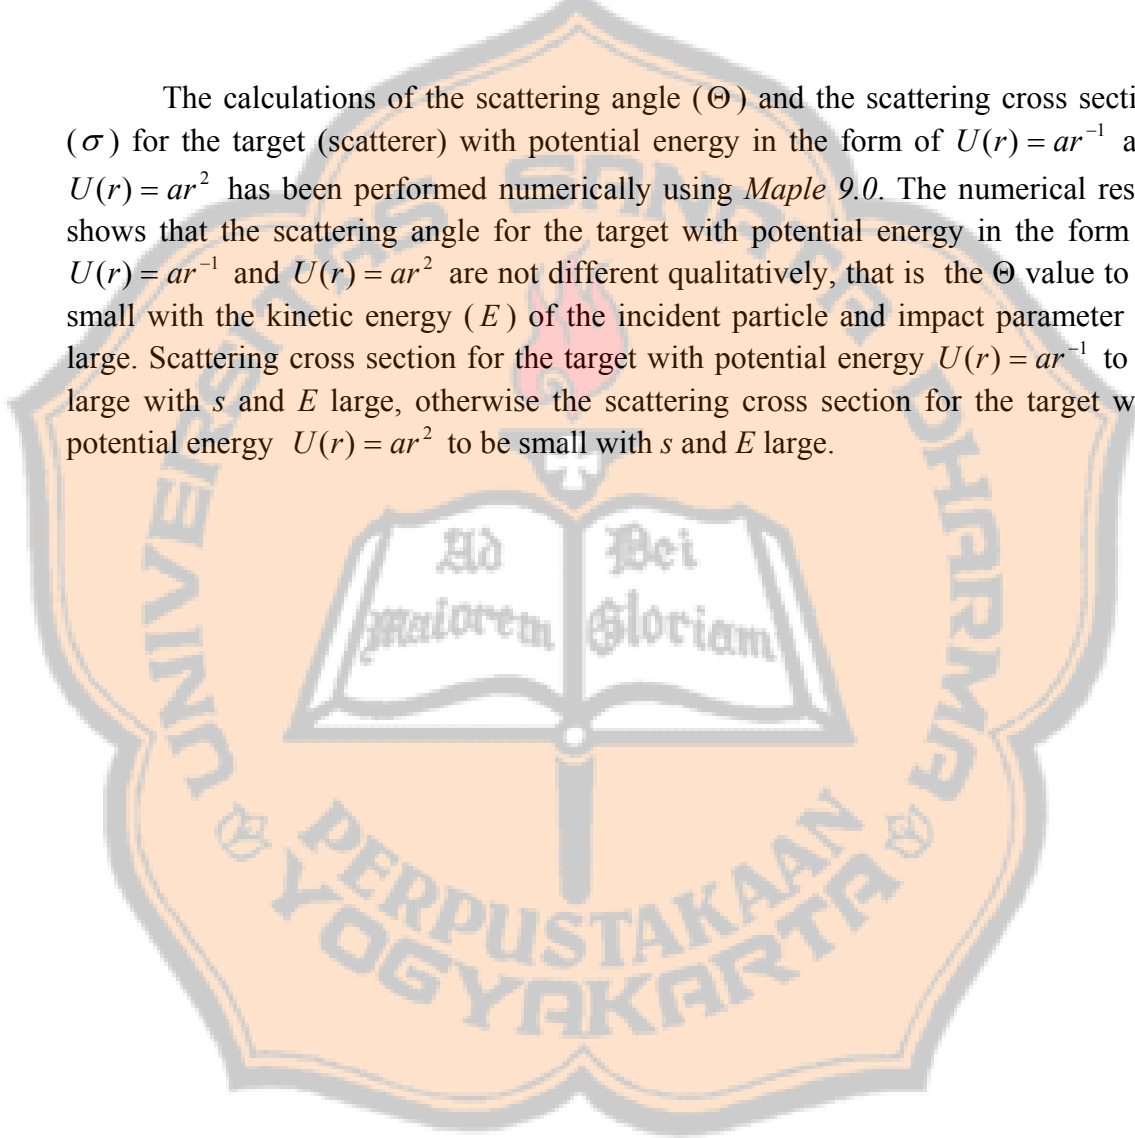 The calculations of the scattering angle (Θ) and the scattering cross secti
(σ) for the target (scatterer) with potential energy in the form of U(r) = ar⁻¹ a
U(r) = ar² has been performed numerically using Maple 9.0. The numerical res
shows that the scattering angle for the target with potential energy in the form
U(r) = ar⁻¹ and U(r) = ar² are not different qualitatively, that is the Θ value to
small with the kinetic energy (E) of the incident particle and impact parameter
large. Scattering cross section for the target with potential energy U(r) = ar⁻¹ to
large with s and E large, otherwise the scattering cross section for the target w
potential energy U(r) = ar² to be small with s and E large.
UNIVERSITAS SANATA DHARMA
Ad Dei
maiorem Gloriam
PERPUSTAKAAN
YOGYAKARTA